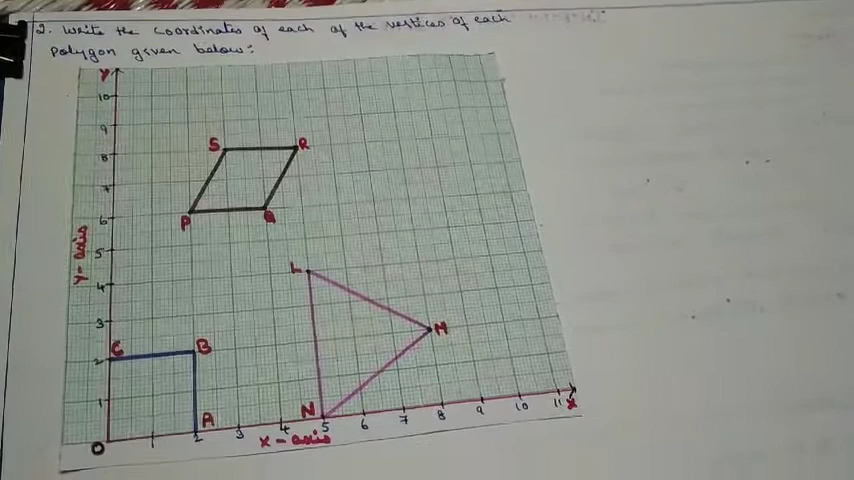 2. Write the coordinates of each of the vertices of each
polygon given below:
Y
10
9
8
7
6
5
4
3
2
1
Y-axis
S R
P Q
L
M
N
C B
A
O
1 2 3 4 5 6 7 8 9 10 11
X
X-axis